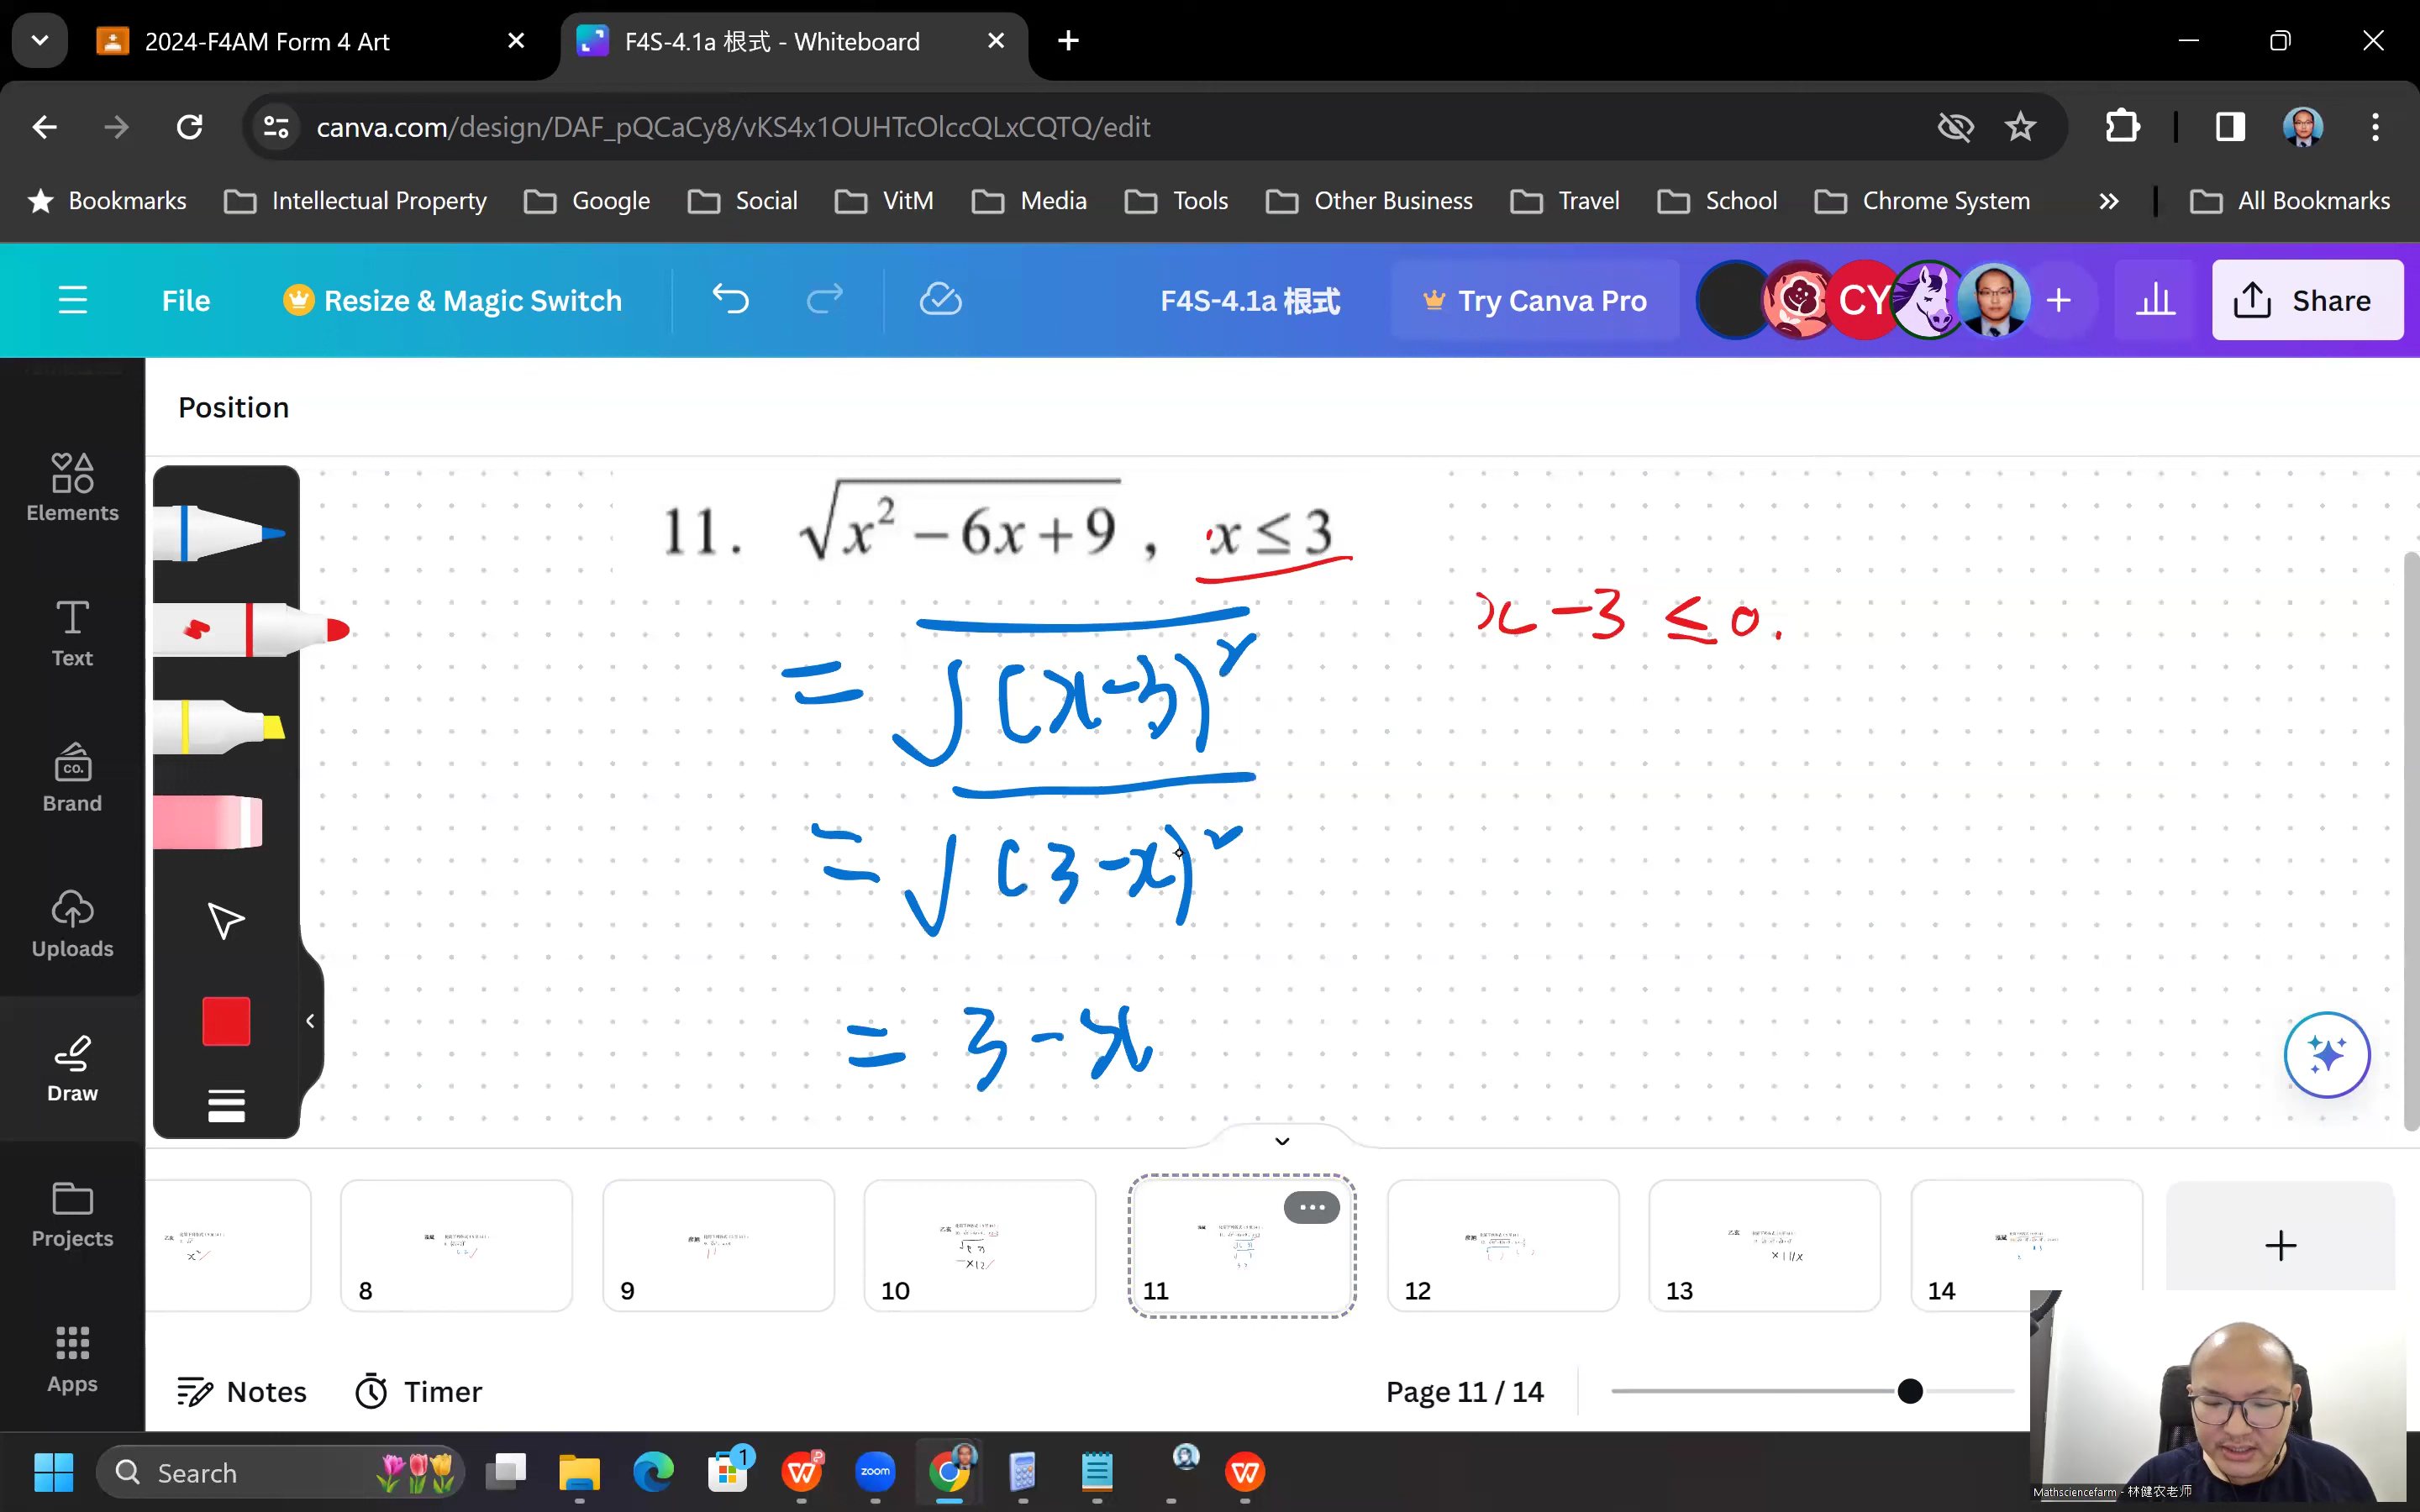 2024-F4AM Form 4 Art
F4S-4.1a 根式 - Whiteboard
canva.com/design/DAF_pQCaCy8/vKS4x1OUHTcOlccQLxCQTQ/edit
Bookmarks Intellectual Property Google Social VitM Media Tools Other Business Travel School Chrome System » All Bookmarks
File Resize & Magic Switch F4S-4.1a 根式 Try Canva Pro CY Share
Position
Elements
Text
CO.
Brand
Uploads
Draw
Projects
Apps
11. √(x² − 6x + 9) , x ≤ 3
x − 3 ≤ 0.
= √(x−3)²
= √(3−x)²
= 3−x
8 9 10 11 12 13 14
Notes Timer Page 11 / 14
Search 1 zoom
Mathsciencefarm - 林健农老师